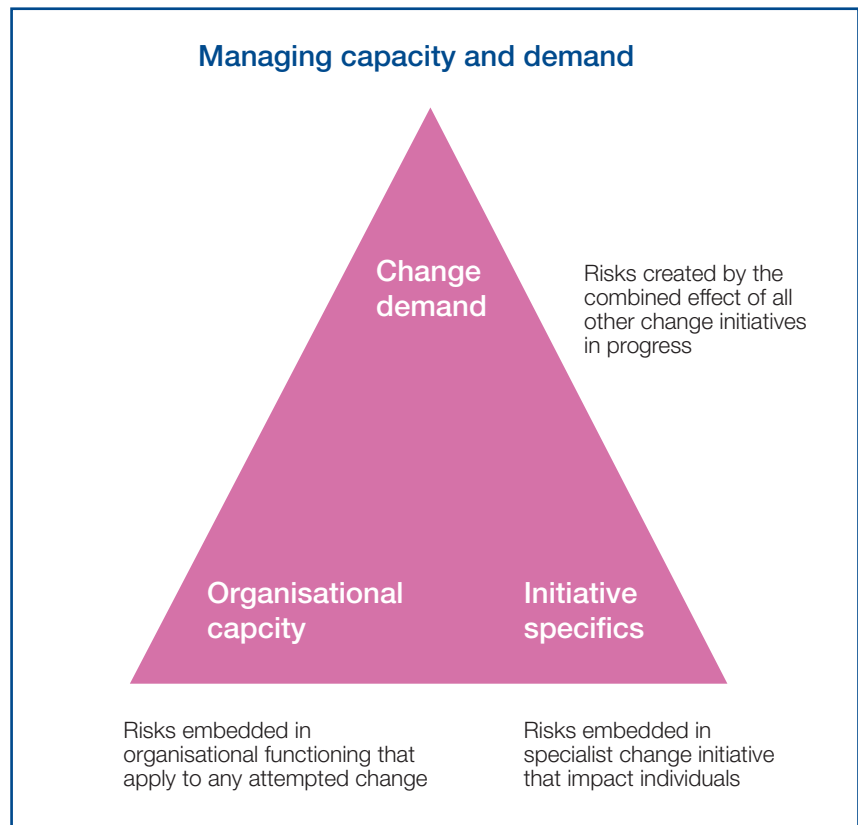 Managing capacity and demand
Change
demand
Risks created by the
combined effect of all
other change initiatives
in progress
Organisational
capcity
Initiative
specifics
Risks embedded in
organisational functioning that
apply to any attempted change
Risks embedded in
specialist change initiative
that impact individuals